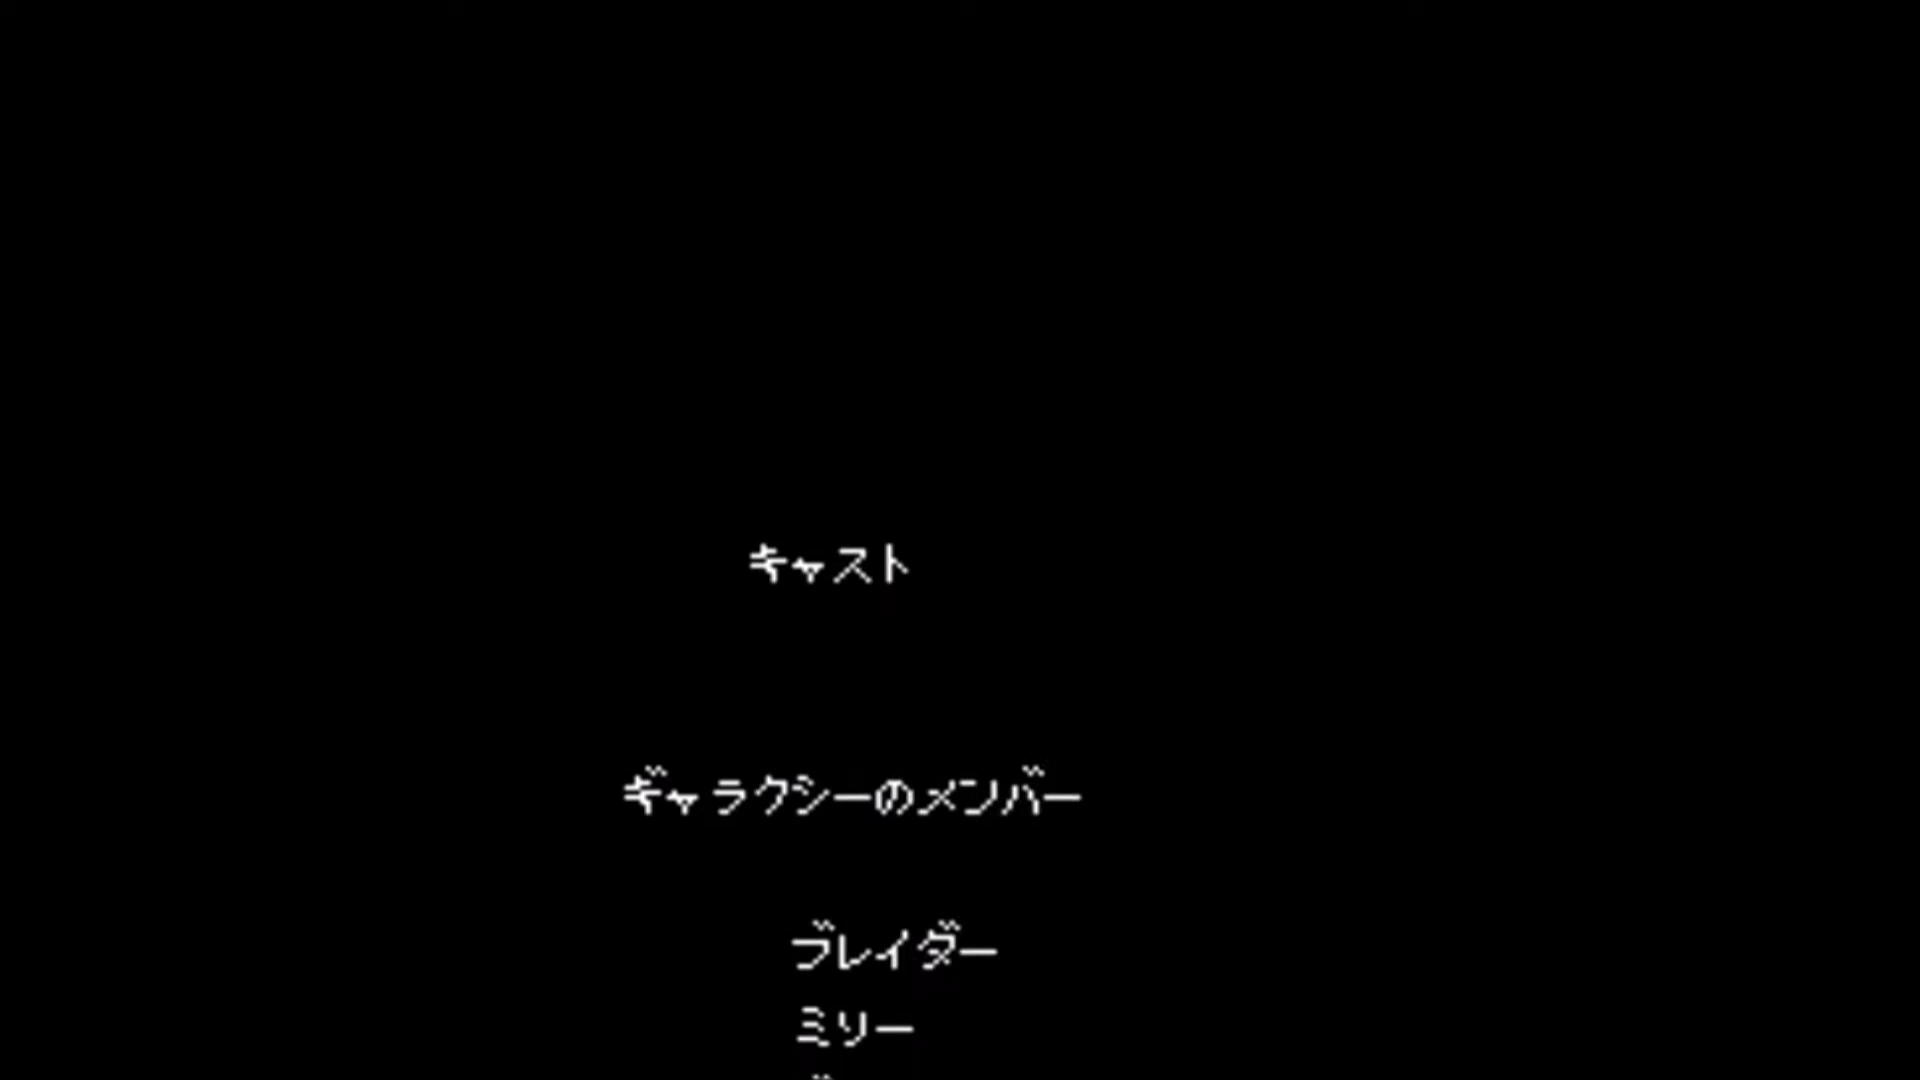 キャスト
ギャラクシーのメンバー
ブレイダー
ミリー